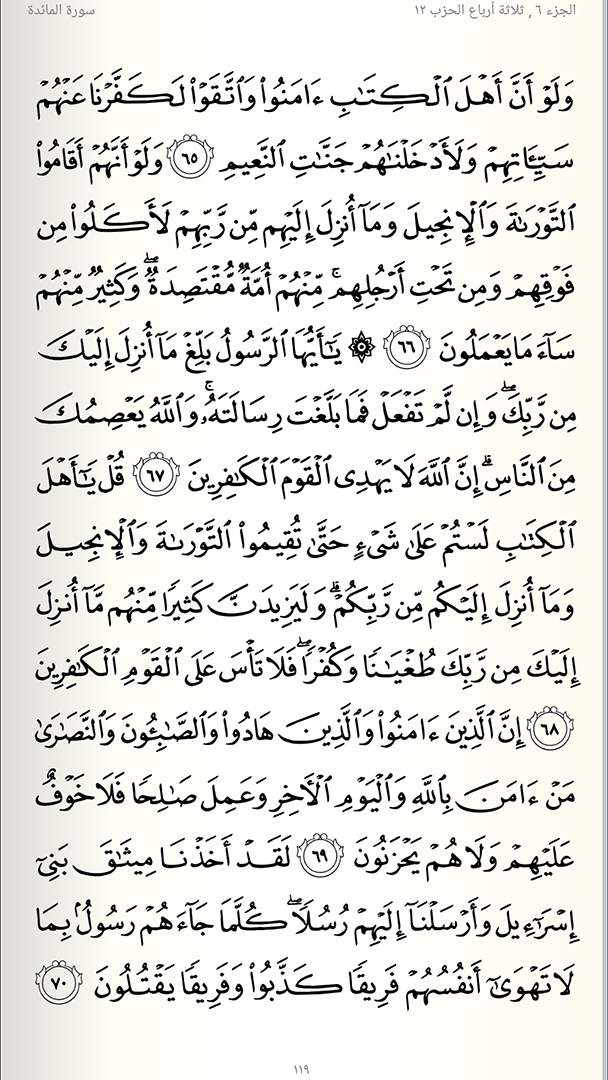 الجزء ٦ , ثلاثة أرباع الحزب ١٢
سورة المائدة
وَلَوْ أَنَّ أَهْلَ ٱلْكِتَـٰبِ ءَامَنُوا۟ وَٱتَّقَوْا۟ لَكَفَّرْنَا عَنْهُمْ
سَيِّـَٔاتِهِمْ وَلَأَدْخَلْنَـٰهُمْ جَنَّـٰتِ ٱلنَّعِيمِ ٦٥ وَلَوْ أَنَّهُمْ أَقَامُوا۟
ٱلتَّوْرَىٰةَ وَٱلْإِنجِيلَ وَمَآ أُنزِلَ إِلَيْهِم مِّن رَّبِّهِمْ لَأَكَلُوا۟ مِن
فَوْقِهِمْ وَمِن تَحْتِ أَرْجُلِهِم ۚ مِّنْهُمْ أُمَّةٌ مُّقْتَصِدَةٌ ۖ وَكَثِيرٌ مِّنْهُمْ
سَآءَ مَا يَعْمَلُونَ ٦٦ ۞ يَـٰٓأَيُّهَا ٱلرَّسُولُ بَلِّغْ مَآ أُنزِلَ إِلَيْكَ
مِن رَّبِّكَ ۖ وَإِن لَّمْ تَفْعَلْ فَمَا بَلَّغْتَ رِسَالَتَهُۥ ۚ وَٱللَّهُ يَعْصِمُكَ
مِنَ ٱلنَّاسِ ۗ إِنَّ ٱللَّهَ لَا يَهْدِى ٱلْقَوْمَ ٱلْكَـٰفِرِينَ ٦٧ قُلْ يَـٰٓأَهْلَ
ٱلْكِتَـٰبِ لَسْتُمْ عَلَىٰ شَىْءٍ حَتَّىٰ تُقِيمُوا۟ ٱلتَّوْرَىٰةَ وَٱلْإِنجِيلَ
وَمَآ أُنزِلَ إِلَيْكُم مِّن رَّبِّكُمْ ۗ وَلَيَزِيدَنَّ كَثِيرًا مِّنْهُم مَّآ أُنزِلَ
إِلَيْكَ مِن رَّبِّكَ طُغْيَـٰنًا وَكُفْرًا ۖ فَلَا تَأْسَ عَلَى ٱلْقَوْمِ ٱلْكَـٰفِرِينَ
٦٨ إِنَّ ٱلَّذِينَ ءَامَنُوا۟ وَٱلَّذِينَ هَادُوا۟ وَٱلصَّـٰبِـُٔونَ وَٱلنَّصَـٰرَىٰ
مَنْ ءَامَنَ بِٱللَّهِ وَٱلْيَوْمِ ٱلْـَٔاخِرِ وَعَمِلَ صَـٰلِحًا فَلَا خَوْفٌ
عَلَيْهِمْ وَلَا هُمْ يَحْزَنُونَ ٦٩ لَقَدْ أَخَذْنَا مِيثَـٰقَ بَنِىٓ
إِسْرَٰٓءِيلَ وَأَرْسَلْنَآ إِلَيْهِمْ رُسُلًا ۖ كُلَّمَا جَآءَهُمْ رَسُولٌۢ بِمَا
لَا تَهْوَىٰٓ أَنفُسُهُمْ فَرِيقًا كَذَّبُوا۟ وَفَرِيقًا يَقْتُلُونَ ٧٠
١١٩